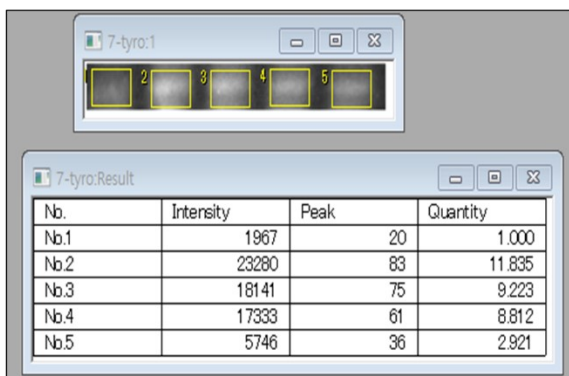 7-tyro:1
1 2 3 4 5
7-tyro:Result
No. Intensity Peak Quantity
No.1 1967 20 1.000
No.2 23280 83 11.835
No.3 18141 75 9.223
No.4 17333 61 8.812
No.5 5746 36 2.921